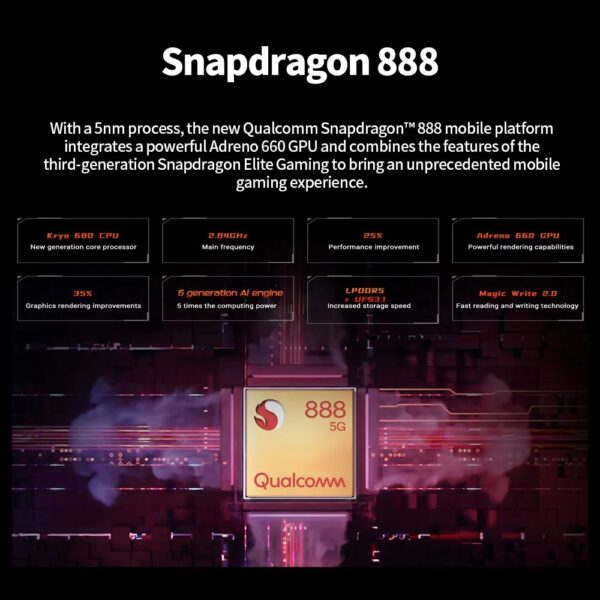 Snapdragon 888
With a 5nm process, the new Qualcomm Snapdragon™ 888 mobile platform
integrates a powerful Adreno 660 GPU and combines the features of the
third-generation Snapdragon Elite Gaming to bring an unprecedented mobile
gaming experience.
Kryo 680 CPU
New generation core processor
2.84GHz
Main frequency
25%
Performance improvement
Adreno 660 GPU
Powerful rendering capabilities
35%
Graphics rendering improvements
6 generation AI engine
5 times the computing power
LPDDR5
+ UFS3.1
Increased storage speed
Magic Write 2.0
Fast reading and writing technology
888
5G
Qualcomm